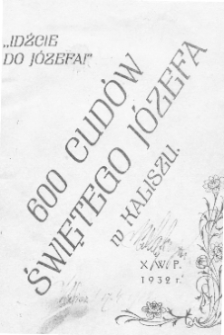 „IDŹCIE
DO JÓZEFA!"
600 CUDÓW
ŚWIĘTEGO JÓZEFA
W KALISZU.
X. W. P.
1932 r.